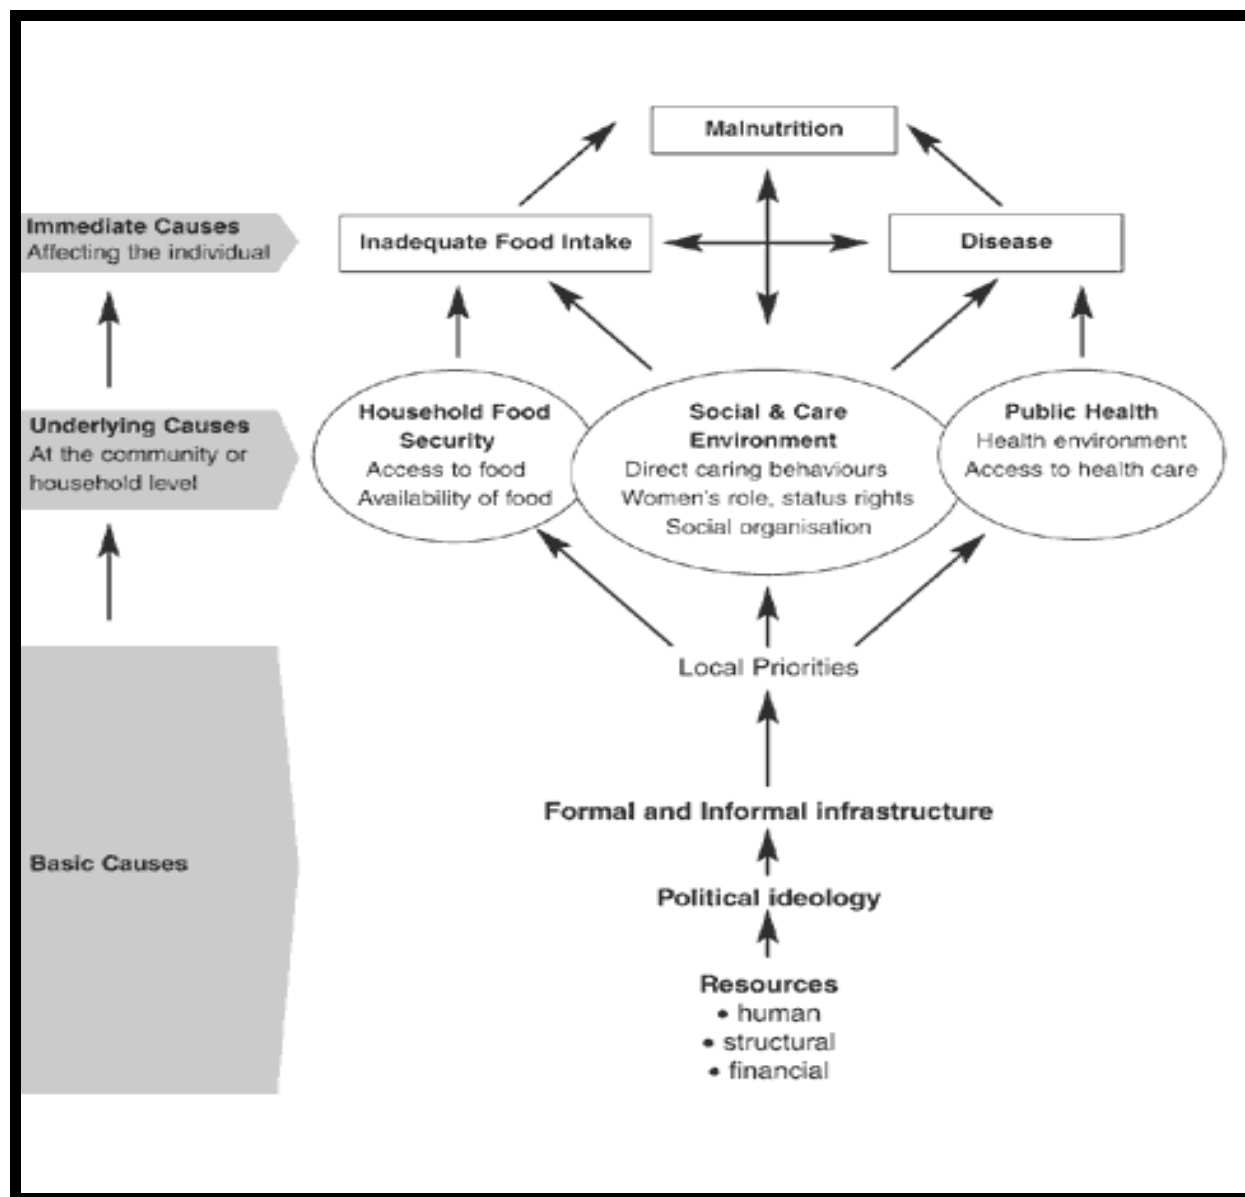 Malnutrition
Immediate Causes
Affecting the individual
Inadequate Food Intake
Disease
Underlying Causes
At the community or
household level
Household Food
Security
Access to food
Availability of food
Social & Care
Environment
Direct caring behaviours
Women's role, status rights
Social organisation
Public Health
Health environment
Access to health care
Local Priorities
Formal and Informal infrastructure
Basic Causes
Political ideology
Resources
• human
• structural
• financial